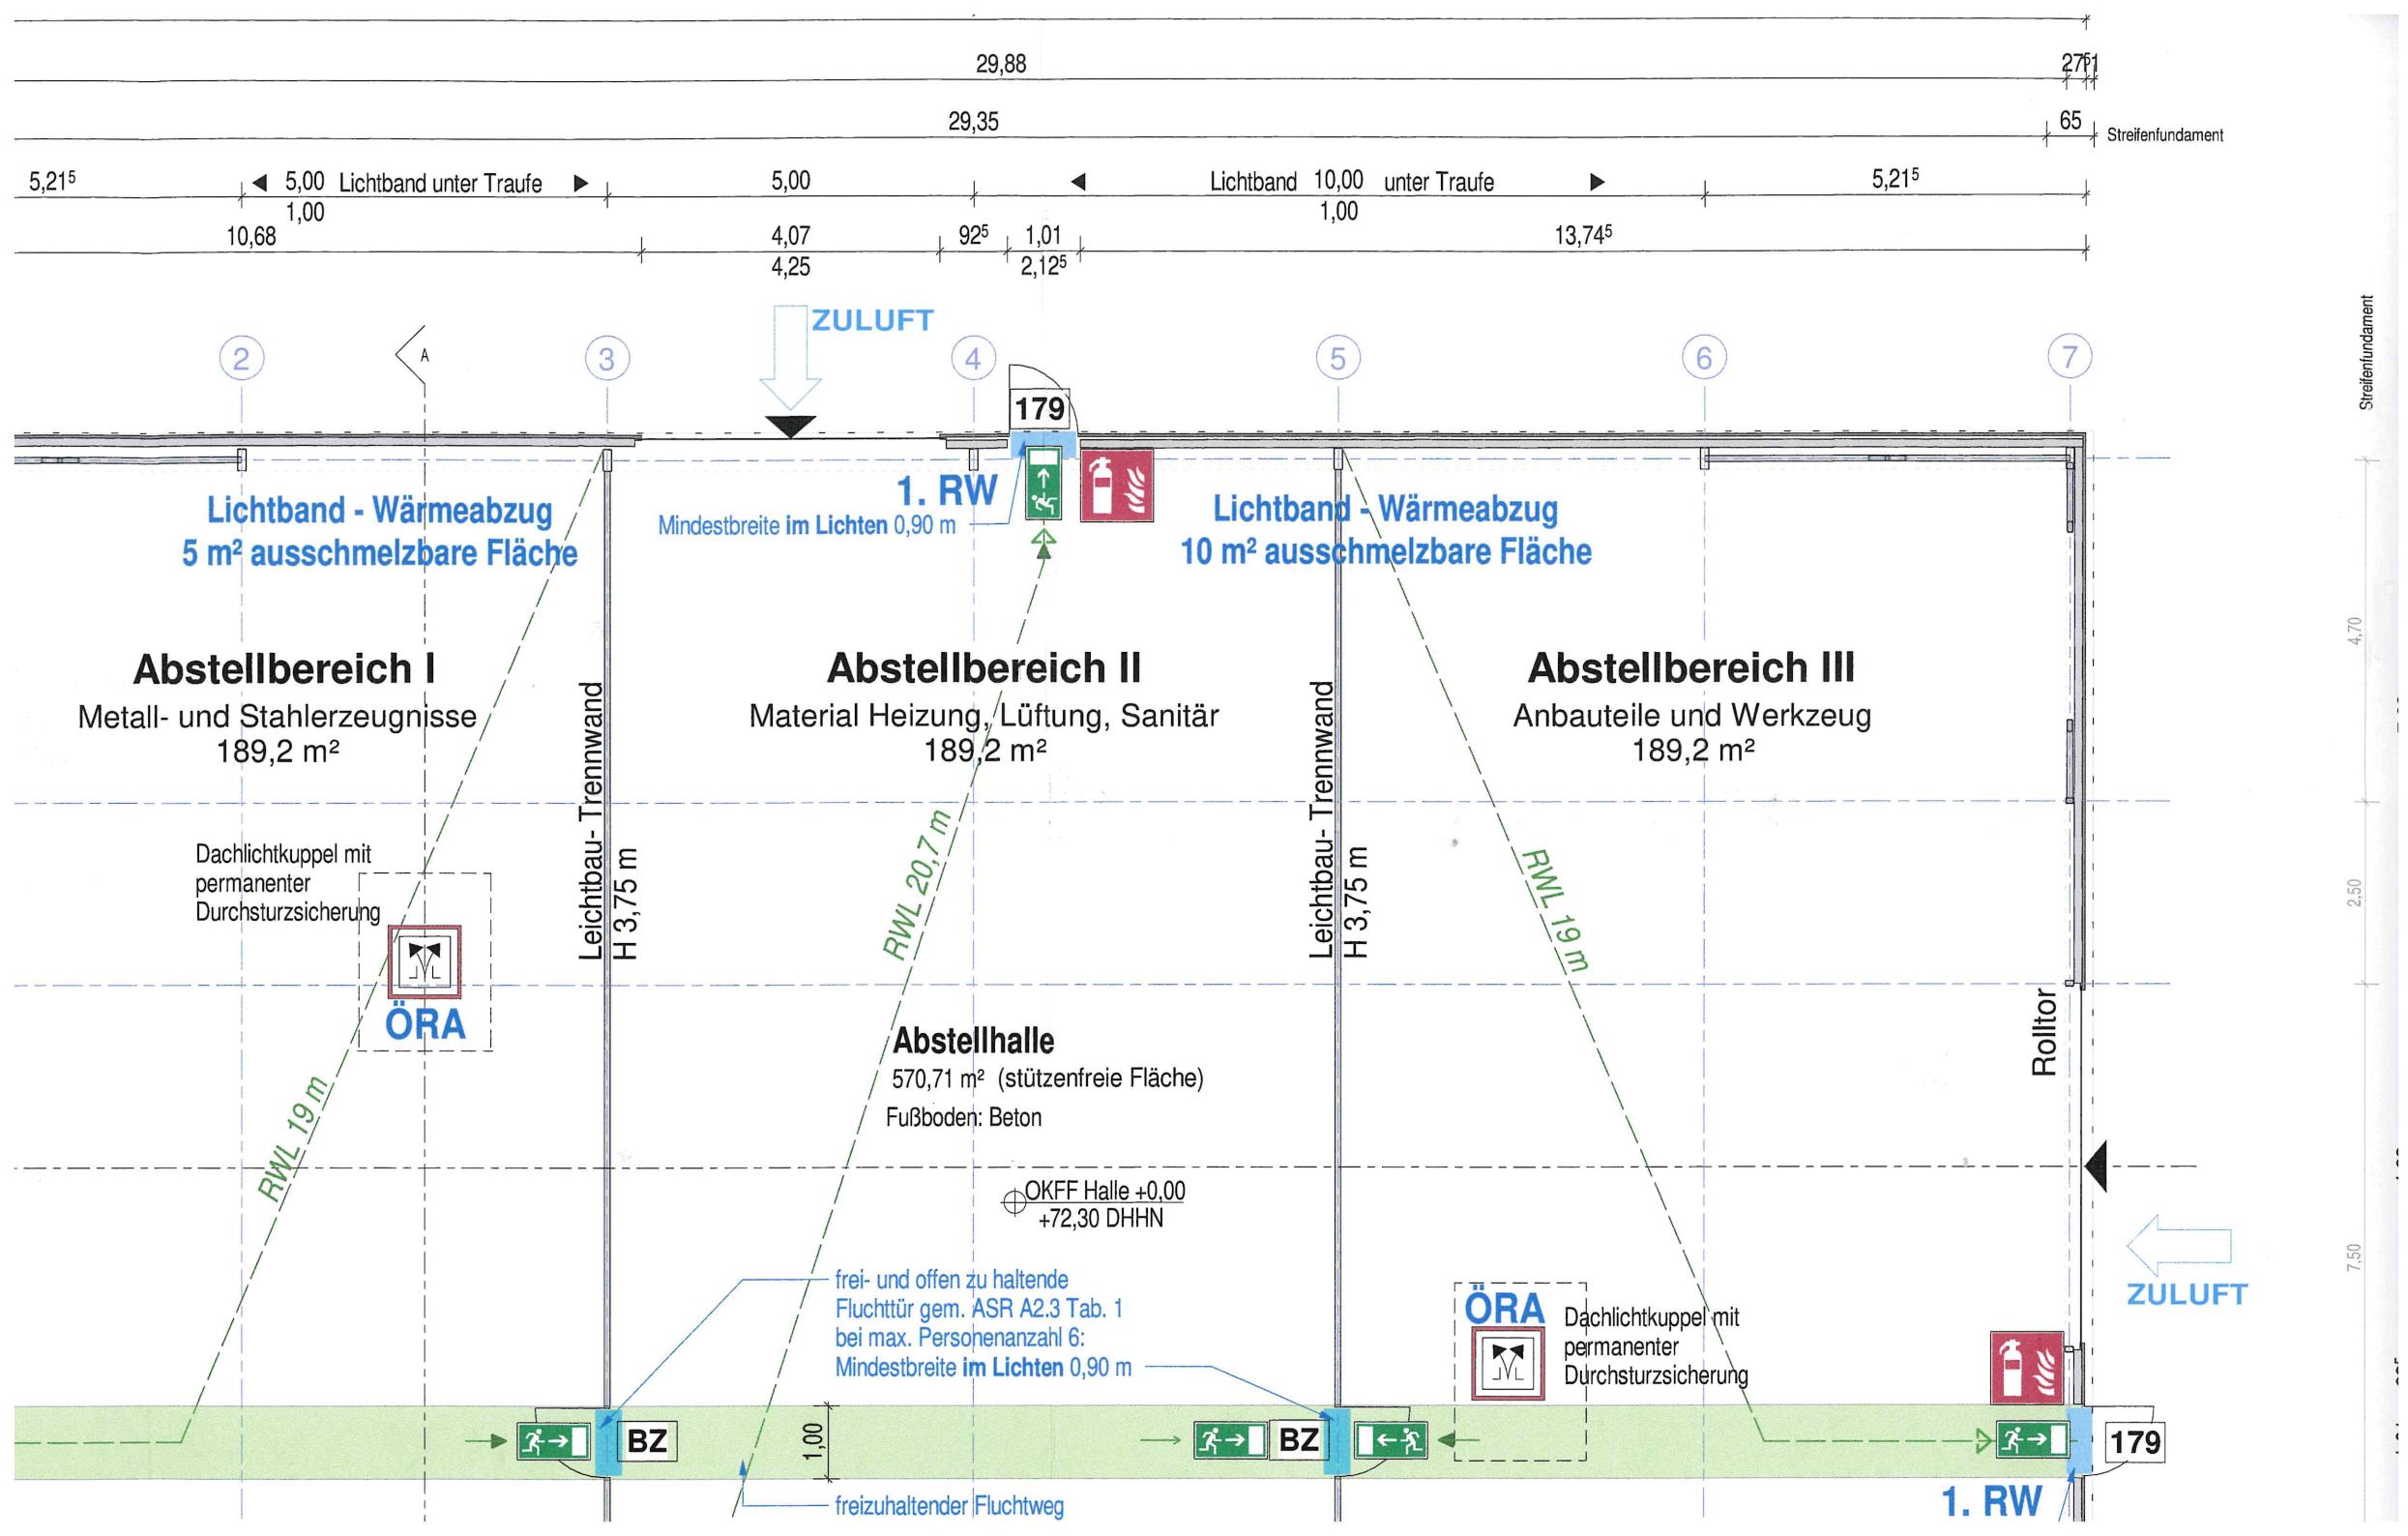 29,88
27⁵
1
29,35
65
Streifenfundament
5,21⁵
5,00 Lichtband unter Traufe
1,00
5,00
Lichtband 10,00 unter Traufe
1,00
5,21⁵
10,68
4,07
4,25
92⁵
1,01
2,12⁵
13,74⁵
ZULUFT
Streifenfundament
2
A
3
4
5
6
7
179
1. RW
Mindestbreite im Lichten 0,90 m
Lichtband - Wärmeabzug
5 m² ausschmelzbare Fläche
Lichtband - Wärmeabzug
10 m² ausschmelzbare Fläche
Abstellbereich I
Metall- und Stahlerzeugnisse
189,2 m²
Abstellbereich II
Material Heizung, Lüftung, Sanitär
189,2 m²
Abstellbereich III
Anbauteile und Werkzeug
189,2 m²
4,70
Leichtbau- Trennwand
H 3,75 m
Leichtbau- Trennwand
H 3,75 m
Dachlichtkuppel mit
permanenter
Durchsturzsicherung
ÖRA
RWL 19 m
RWL 20,7 m
RWL 19 m
2,50
Rolltor
Abstellhalle
570,71 m² (stützenfreie Fläche)
Fußboden: Beton
OKFF Halle +0,00
+72,30 DHHN
7,50
ZULUFT
frei- und offen zu haltende
Fluchttür gem. ASR A2.3 Tab. 1
bei max. Personenanzahl 6:
Mindestbreite im Lichten 0,90 m
ÖRA
Dachlichtkuppel mit
permanenter
Durchsturzsicherung
BZ
1,00
BZ
179
freizuhaltender Fluchtweg
1. RW